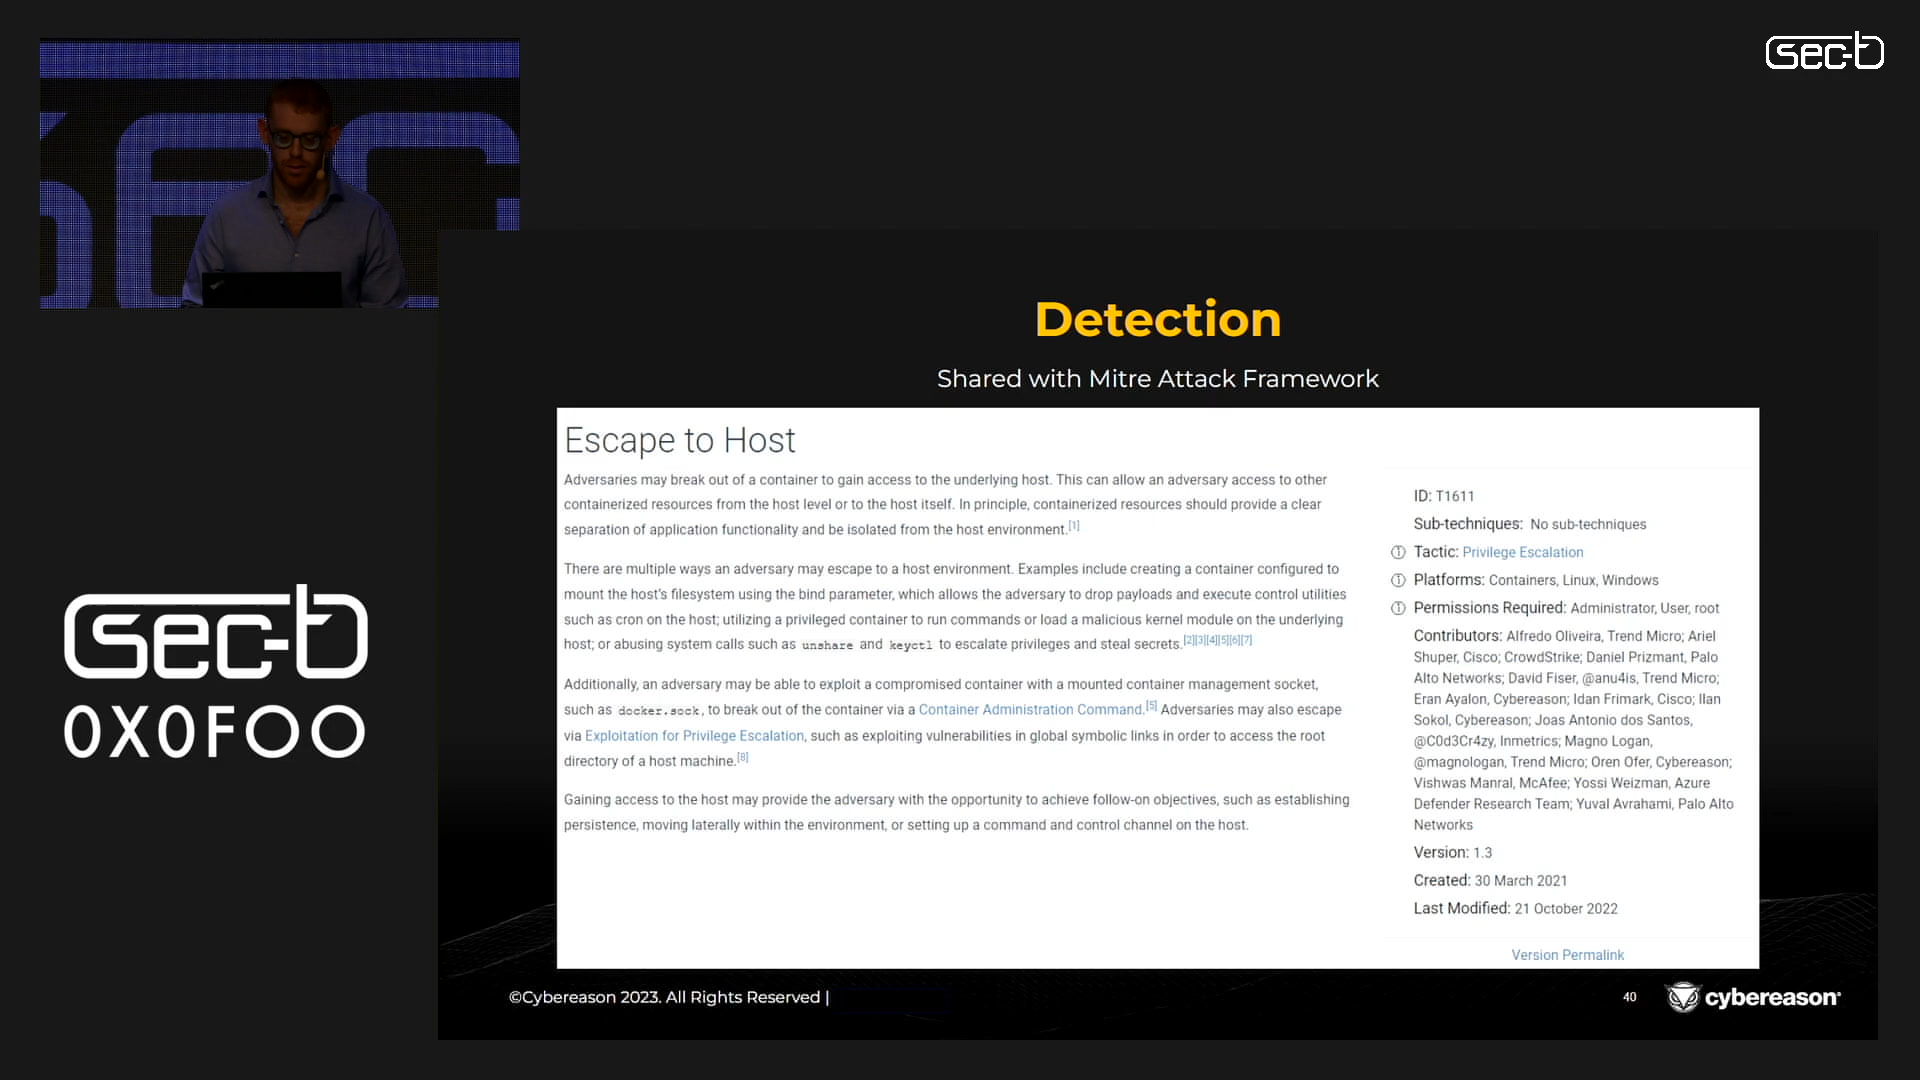 sec-t
Detection
Shared with Mitre Attack Framework
Escape to Host
Adversaries may break out of a container to gain access to the underlying host. This can allow an adversary access to other
containerized resources from the host level or to the host itself. In principle, containerized resources should provide a clear
separation of application functionality and be isolated from the host environment.[1]
There are multiple ways an adversary may escape to a host environment. Examples include creating a container configured to
mount the host's filesystem using the bind parameter, which allows the adversary to drop payloads and execute control utilities
such as cron on the host; utilizing a privileged container to run commands or load a malicious kernel module on the underlying
host; or abusing system calls such as unshare and keyctl to escalate privileges and steal secrets.[2][3][4][5][6][7]
Additionally, an adversary may be able to exploit a compromised container with a mounted container management socket,
such as docker.sock, to break out of the container via a Container Administration Command.[5] Adversaries may also escape
via Exploitation for Privilege Escalation, such as exploiting vulnerabilities in global symbolic links in order to access the root
directory of a host machine.[8]
Gaining access to the host may provide the adversary with the opportunity to achieve follow-on objectives, such as establishing
persistence, moving laterally within the environment, or setting up a command and control channel on the host.
ID: T1611
Sub-techniques: No sub-techniques
Tactic: Privilege Escalation
Platforms: Containers, Linux, Windows
Permissions Required: Administrator, User, root
Contributors: Alfredo Oliveira, Trend Micro; Ariel
Shuper, Cisco; CrowdStrike; Daniel Prizmant, Palo
Alto Networks; David Fiser, @anu4is, Trend Micro;
Eran Ayalon, Cybereason; Idan Frimark, Cisco; Ilan
Sokol, Cybereason; Joas Antonio dos Santos,
@C0d3Cr4zy, Inmetrics; Magno Logan,
@magnologan, Trend Micro; Oren Ofer, Cybereason;
Vishwas Manral, McAfee; Yossi Weizman, Azure
Defender Research Team; Yuval Avrahami, Palo Alto
Networks
Version: 1.3
Created: 30 March 2021
Last Modified: 21 October 2022
Version Permalink
sec-t
0X0FOO
©Cybereason 2023. All Rights Reserved |
40
cybereason